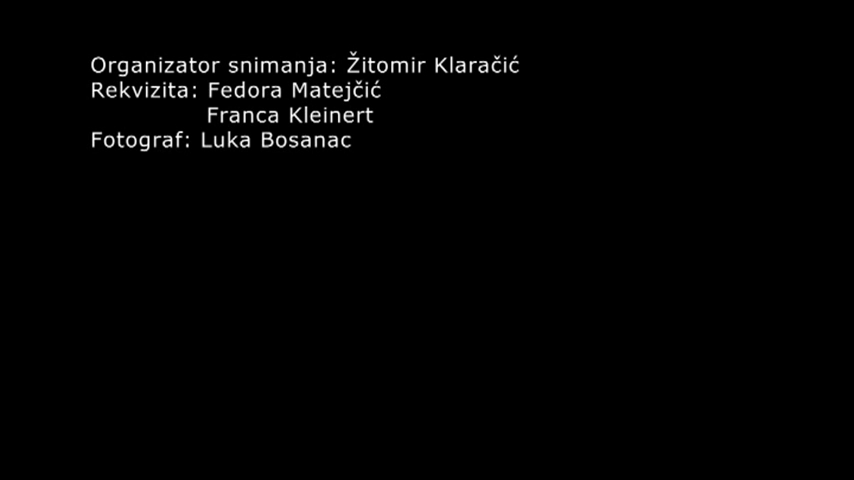 Organizator snimanja: Žitomir Klaračić
Rekvizita: Fedora Matejčić
Franca Kleinert
Fotograf: Luka Bosanac